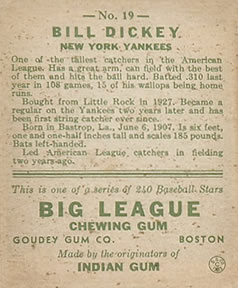 No. 19
BILL DICKEY
NEW YORK YANKEES
One of the tallest catchers in the American
League. Has a great arm, can field with the best
of them and hits the ball hard. Batted .310 last
year in 108 games, 15 of his wallops being home
runs.
Bought from Little Rock in 1927. Became a
regular on the Yankees two years later and has
been first string catcher ever since.
Born in Bastrop, La., June 6, 1907. Is six feet,
one and one-half inches tall and scales 185 pounds.
Bats left-handed.
Led American League catchers in fielding
two years ago.
This is one of a series of 240 Baseball Stars
BIG LEAGUE
CHEWING GUM
GOUDEY GUM CO. BOSTON
Made by the originators of
INDIAN GUM